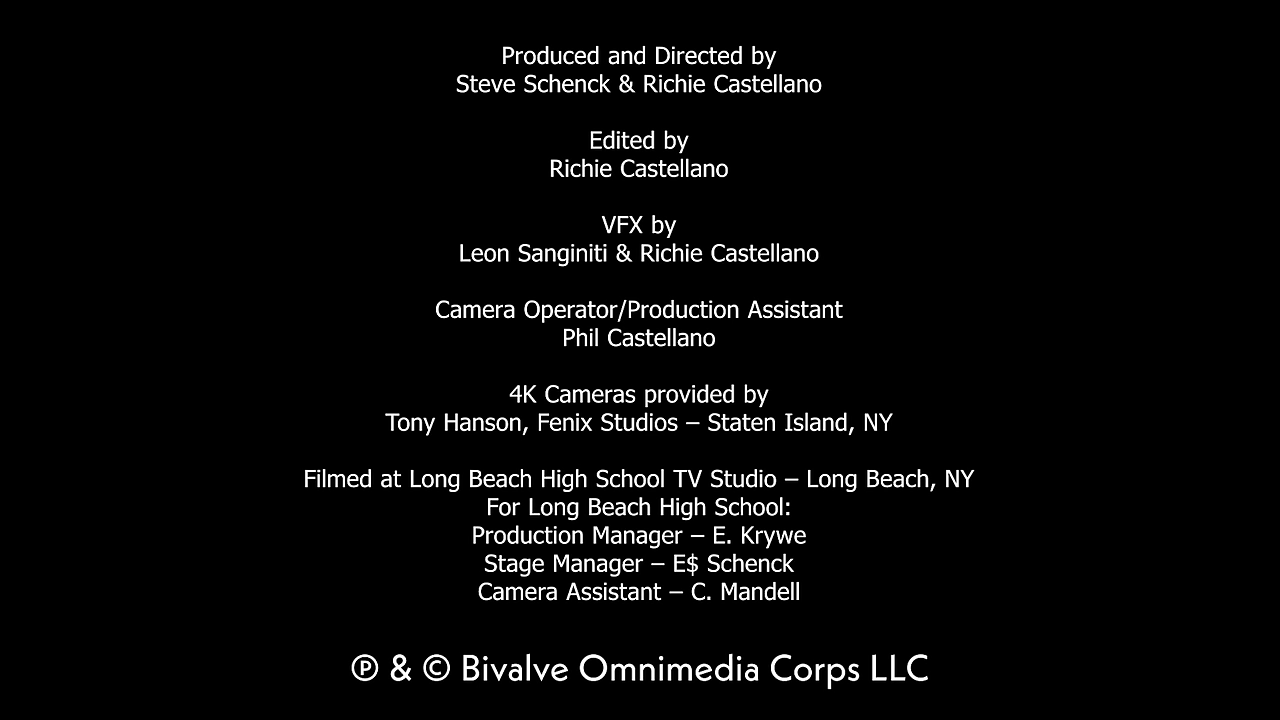 Produced and Directed by
Steve Schenck & Richie Castellano
Edited by
Richie Castellano
VFX by
Leon Sanginiti & Richie Castellano
Camera Operator/Production Assistant
Phil Castellano
4K Cameras provided by
Tony Hanson, Fenix Studios – Staten Island, NY
Filmed at Long Beach High School TV Studio – Long Beach, NY
For Long Beach High School:
Production Manager – E. Krywe
Stage Manager – E$ Schenck
Camera Assistant – C. Mandell
℗ & © Bivalve Omnimedia Corps LLC